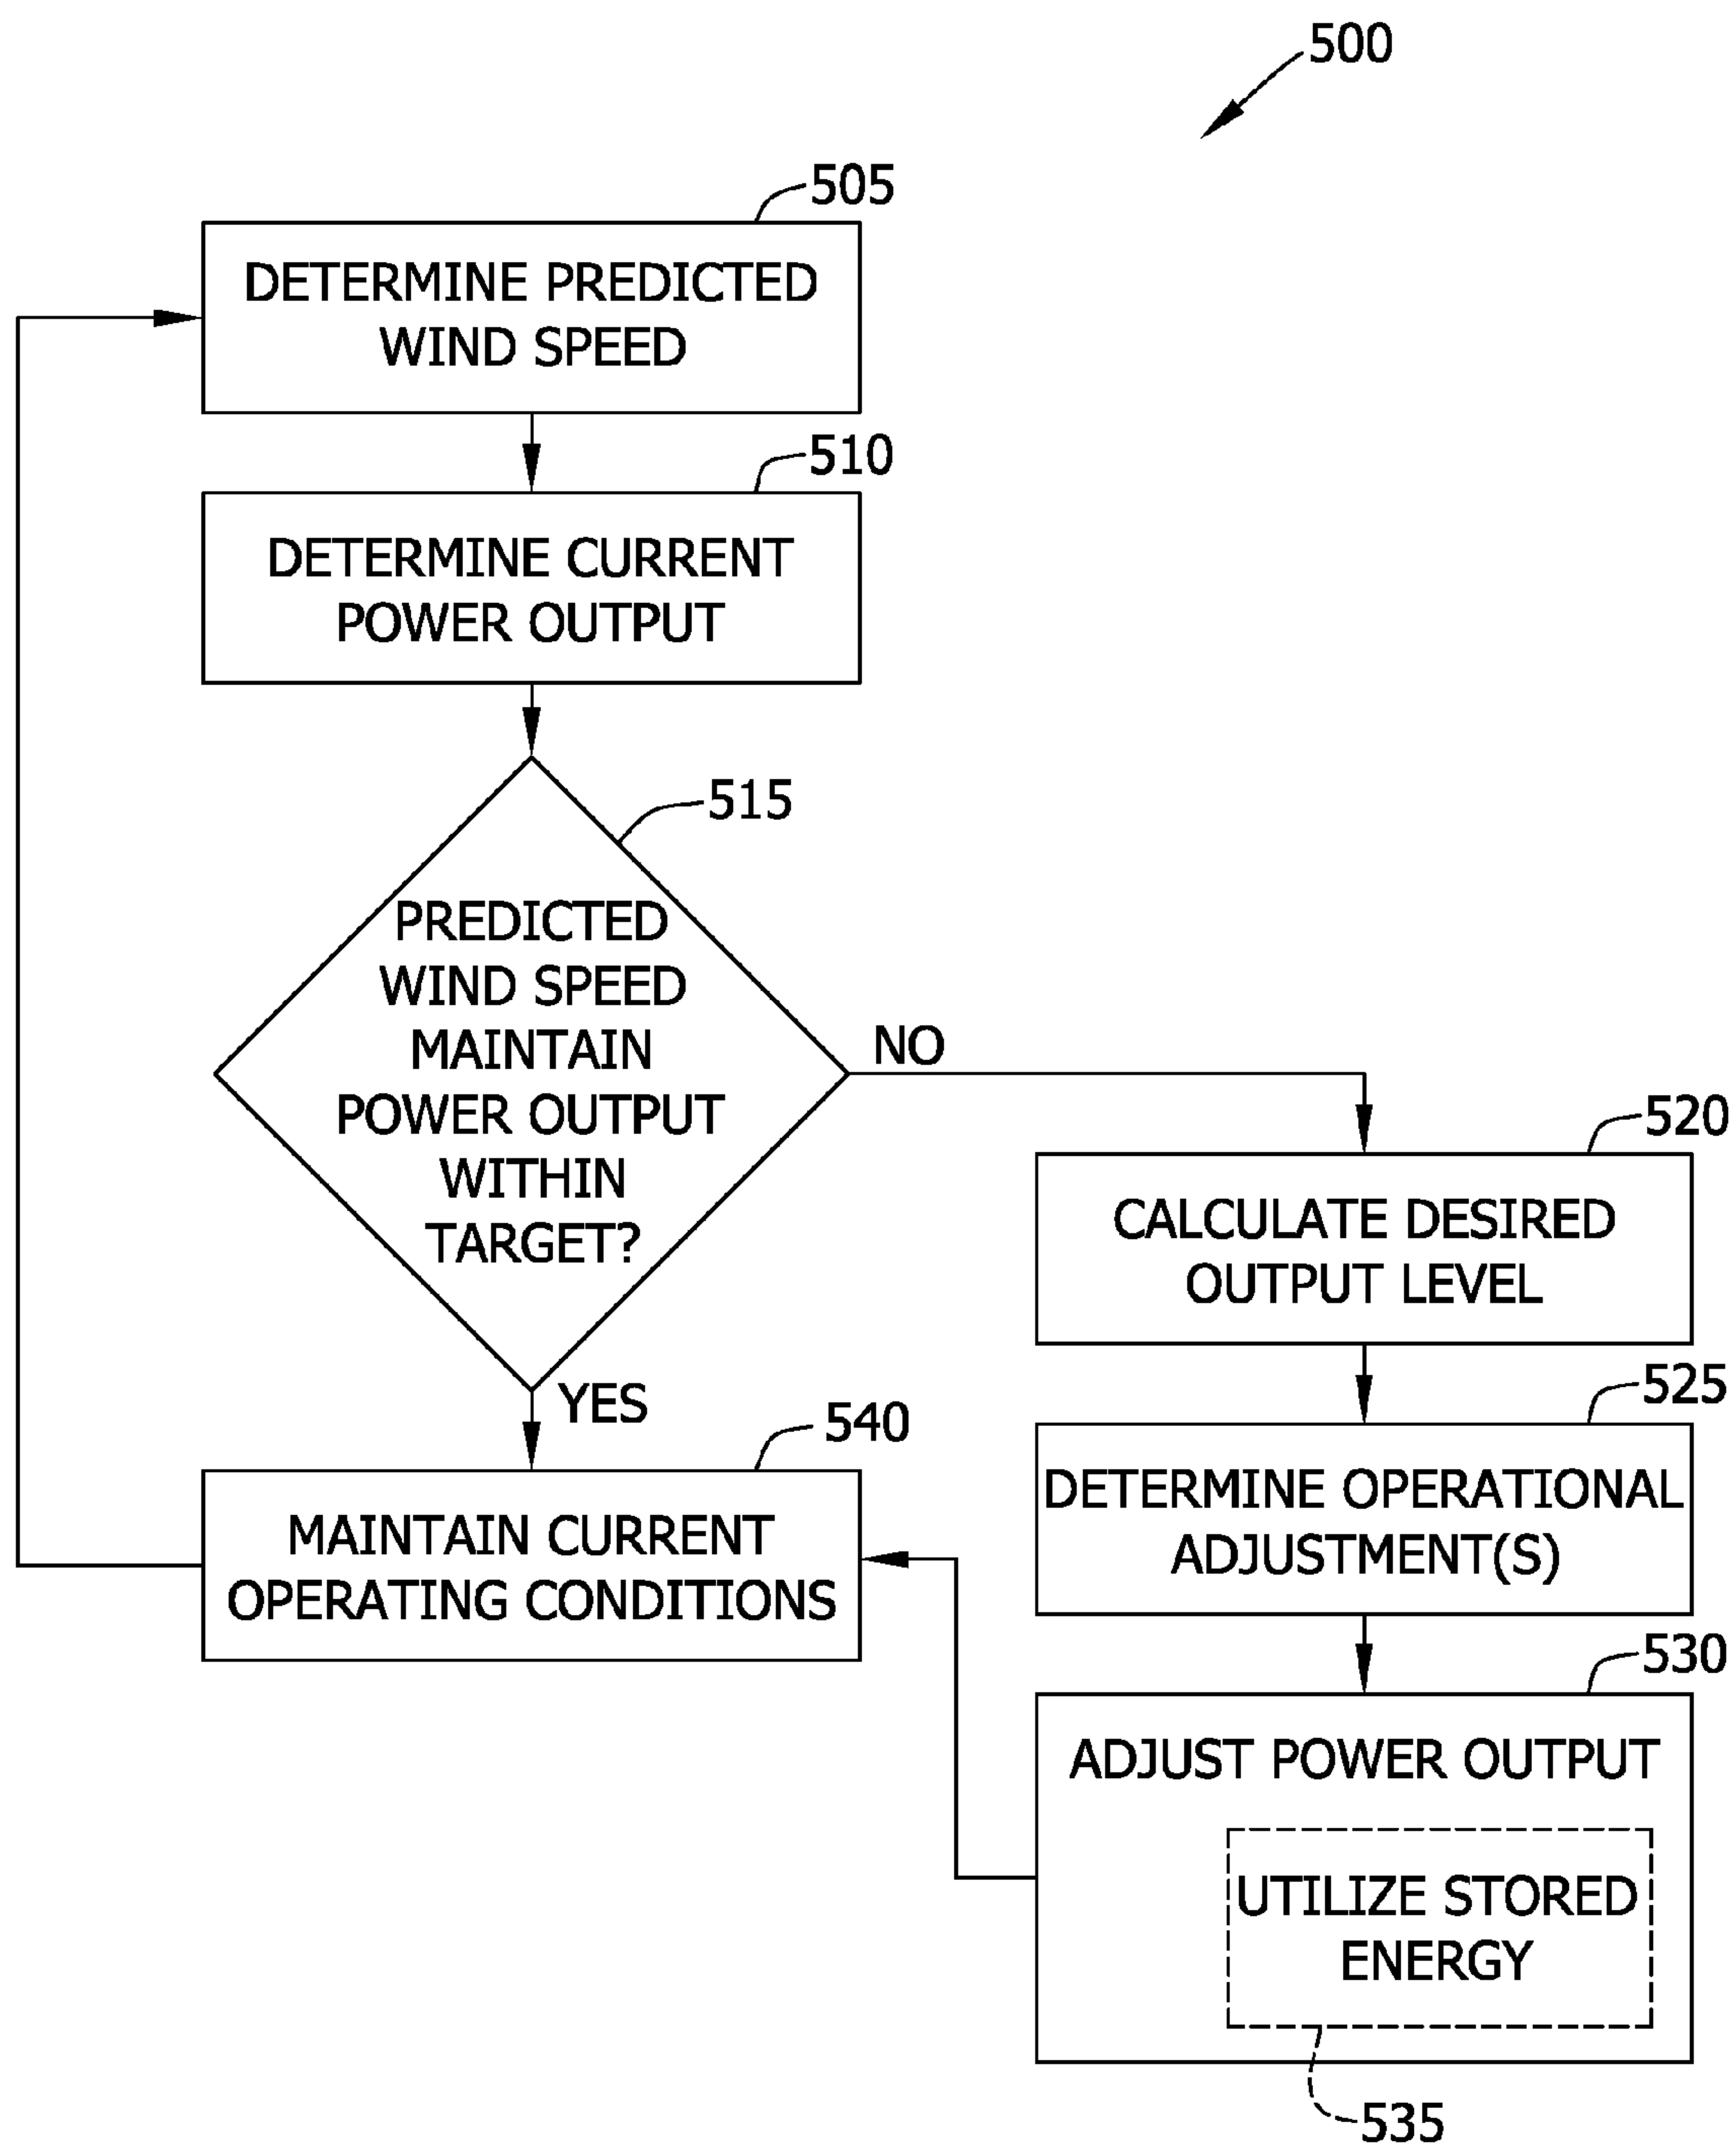 500
505
DETERMINE PREDICTED
WIND SPEED
510
DETERMINE CURRENT
POWER OUTPUT
515
PREDICTED
WIND SPEED
MAINTAIN
POWER OUTPUT
WITHIN
TARGET?
NO
YES
520
CALCULATE DESIRED
OUTPUT LEVEL
525
DETERMINE OPERATIONAL
ADJUSTMENT(S)
530
ADJUST POWER OUTPUT
UTILIZE STORED
ENERGY
535
540
MAINTAIN CURRENT
OPERATING CONDITIONS